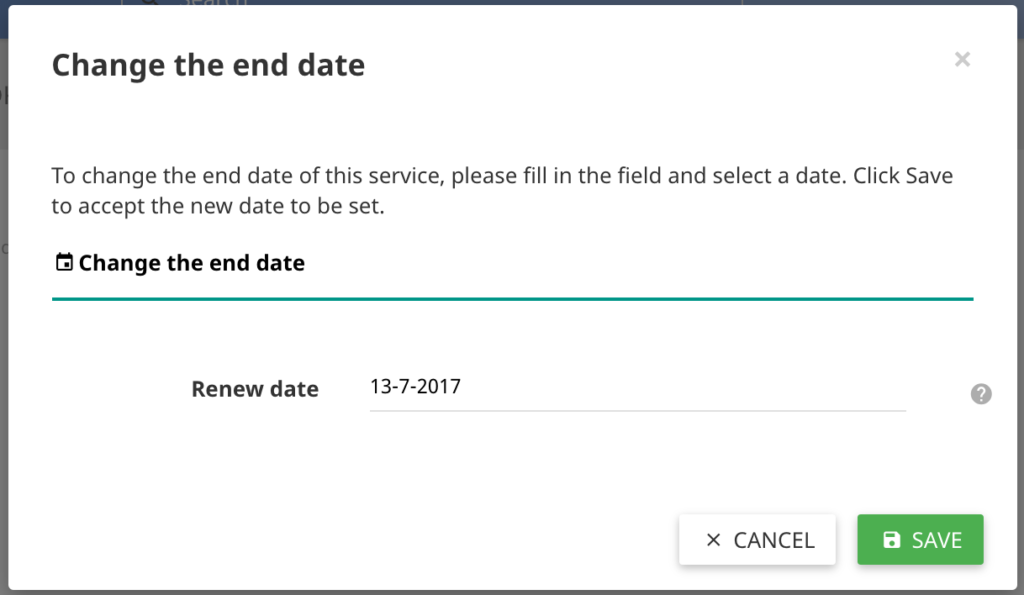 Search
Change the end date
×
To change the end date of this service, please fill in the field and select a date. Click Save
to accept the new date to be set.
Change the end date
Renew date
13-7-2017
?
CANCEL
SAVE